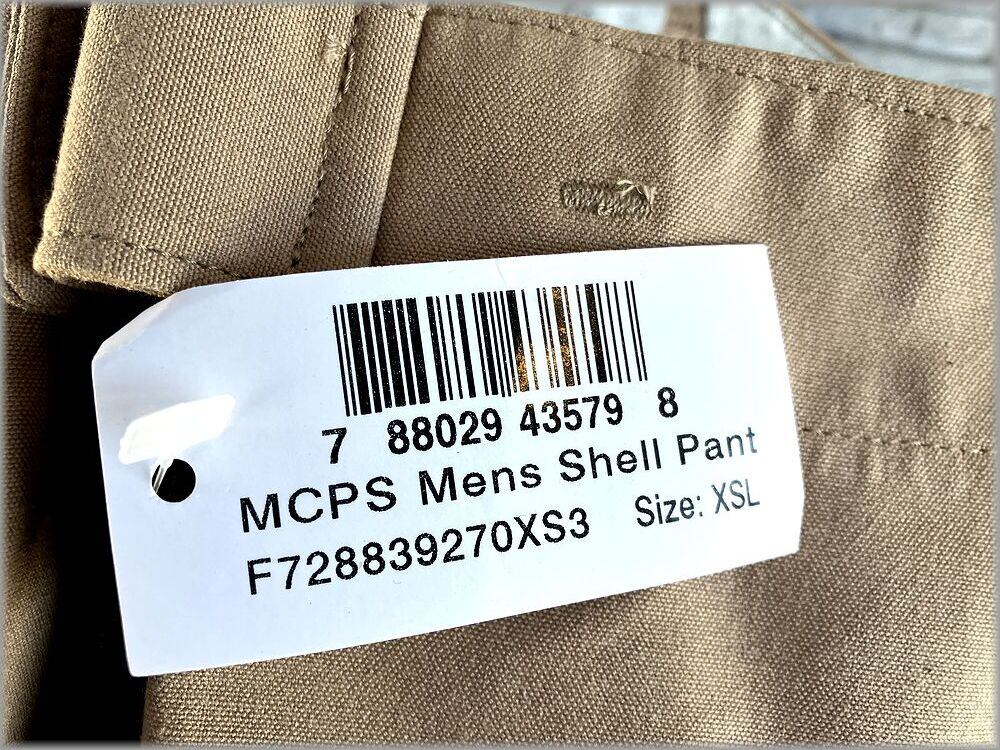 7 88029 43579 8
MCPS Mens Shell Pant
F728839270XS3 Size: XSL